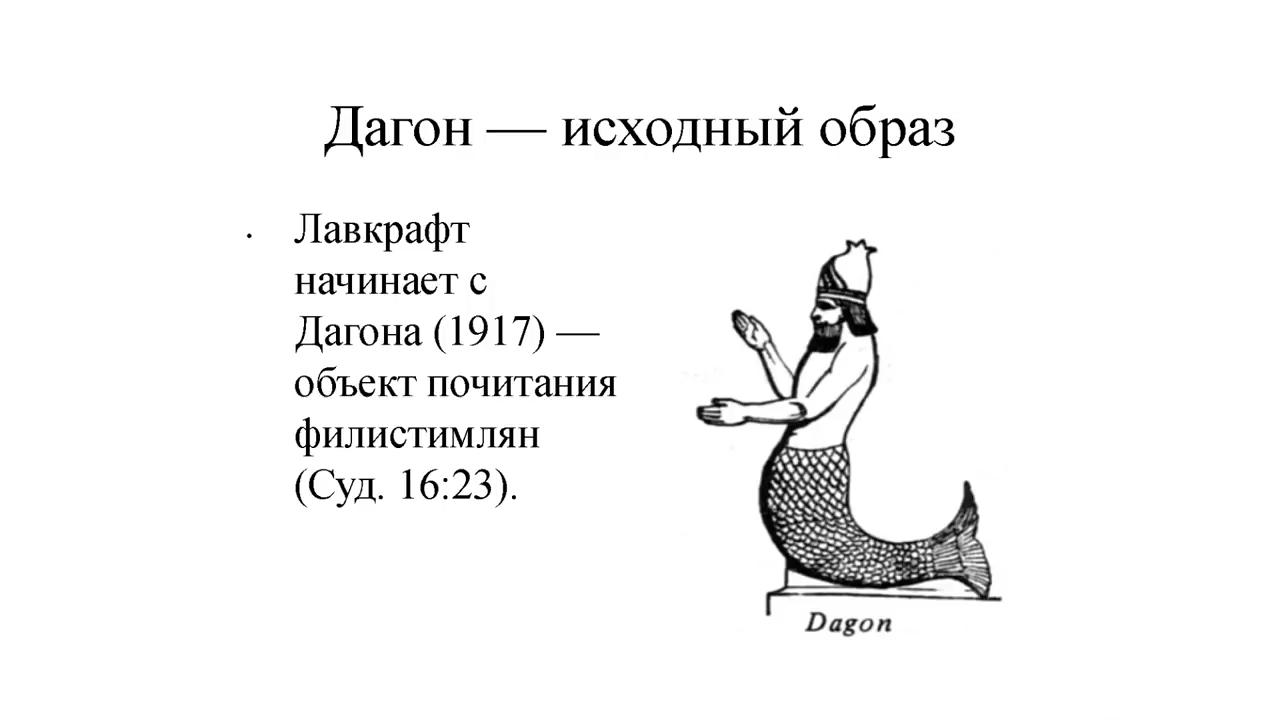 Дагон — исходный образ
• Лавкрафт
начинает с
Дагона (1917) —
объект почитания
филистимлян
(Суд. 16:23).
Dagon